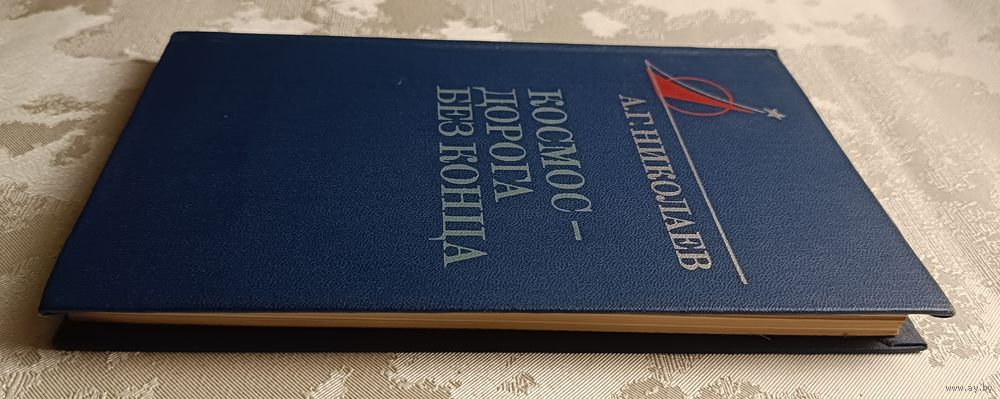 А.Г.НИКОЛАЕВ
КОСМОС –
ДОРОГА
БЕЗ КОНЦА
www.ay.by